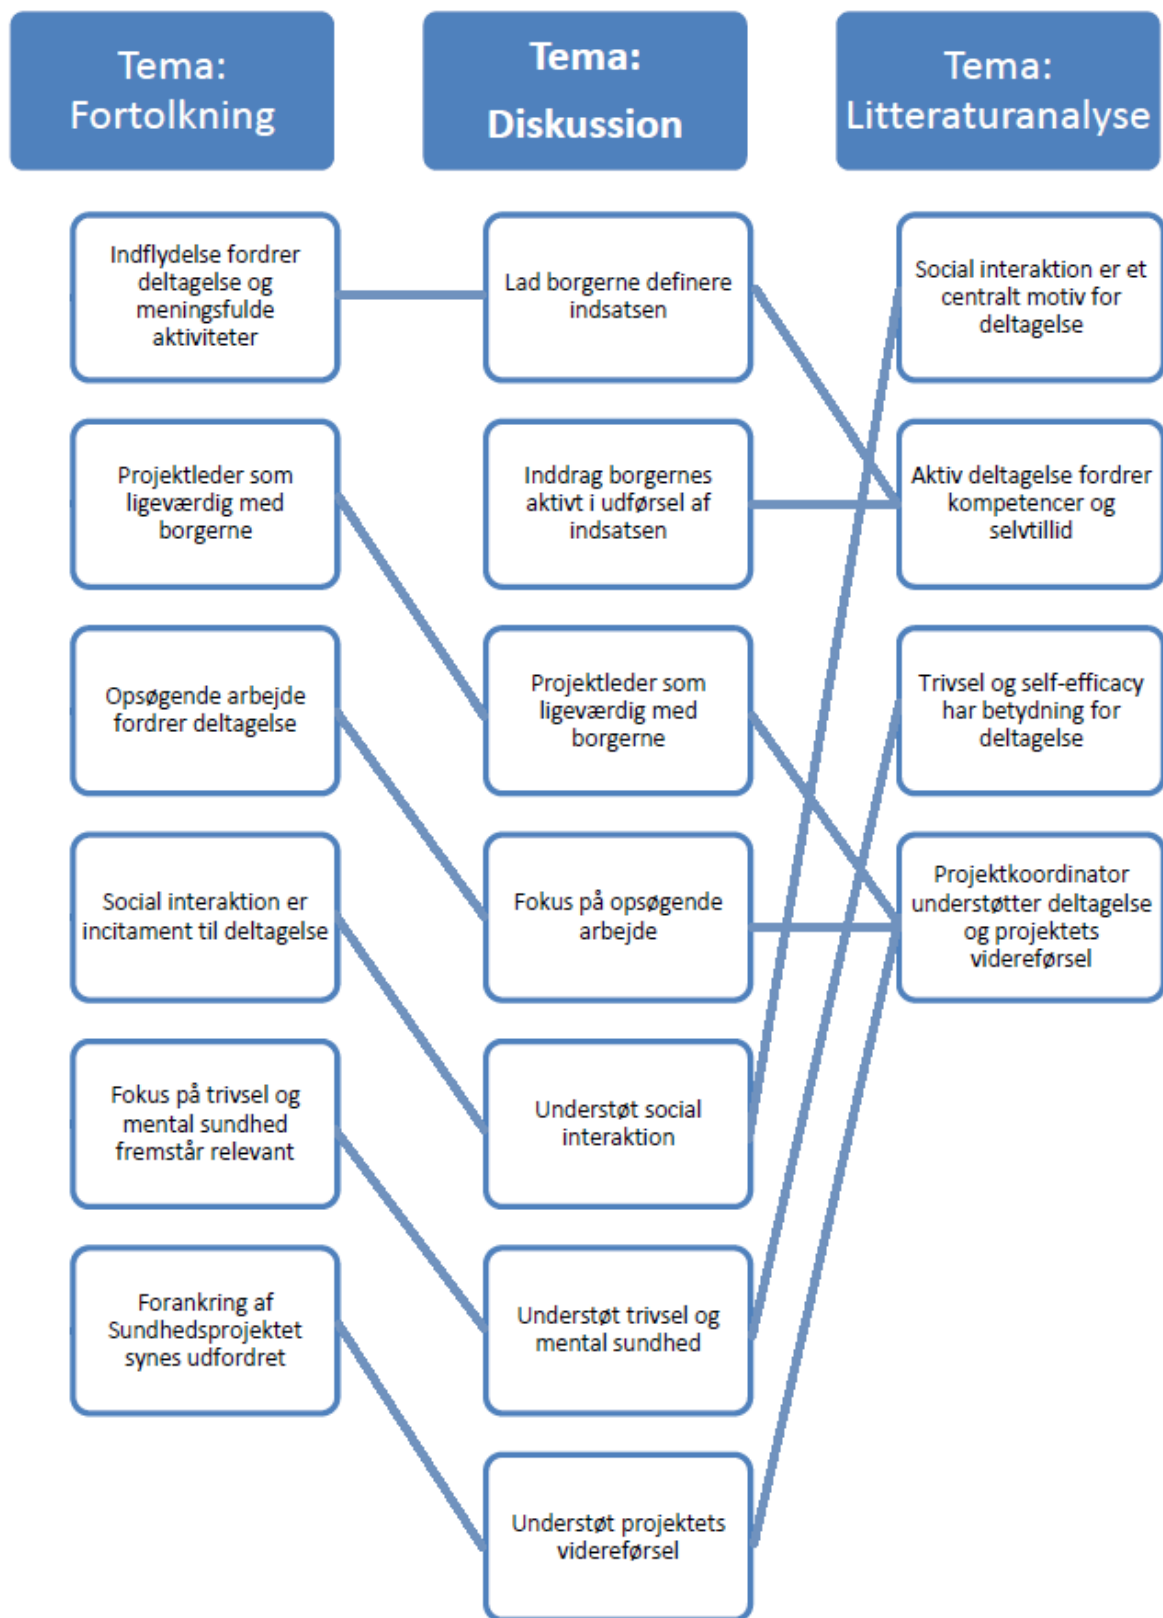 Tema:
Fortolkning
Tema:
Diskussion
Tema:
Litteraturanalyse
Indflydelse fordrer
deltagelse og
meningsfulde
aktiviteter
Projektleder som
ligeværdig med
borgerne
Opsøgende arbejde
fordrer deltagelse
Social interaktion er
incitament til deltagelse
Fokus på trivsel og
mental sundhed
fremstår relevant
Forankring af
Sundhedsprojektet
synes udfordret
Lad borgerne definere
indsatsen
Inddrag borgernes
aktivt i udførsel af
indsatsen
Projektleder som
ligeværdig med
borgerne
Fokus på opsøgende
arbejde
Understøt social
interaktion
Understøt trivsel og
mental sundhed
Understøt projektets
videreførsel
Social interaktion er et
centralt motiv for
deltagelse
Aktiv deltagelse fordrer
kompetencer og
selvtillid
Trivsel og self-efficacy
har betydning for
deltagelse
Projektkoordinator
understøtter deltagelse
og projektets
videreførsel